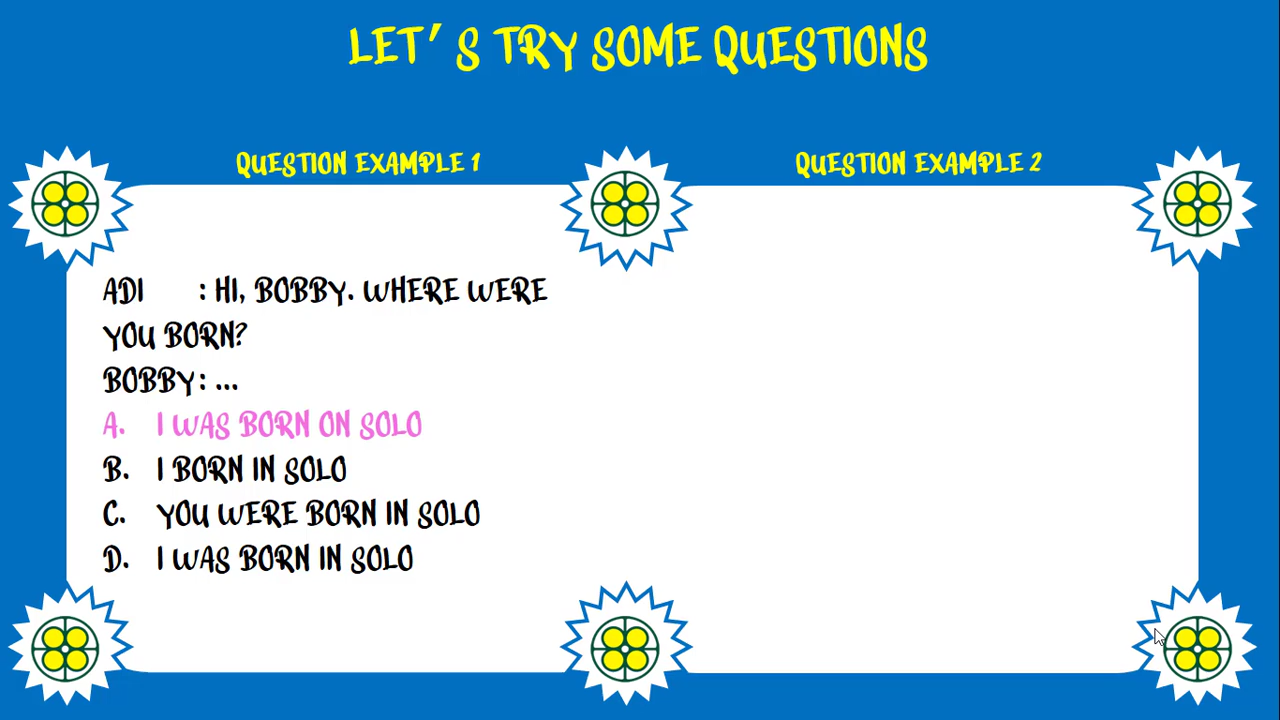 LET'S TRY SOME QUESTIONS
QUESTION EXAMPLE 1
QUESTION EXAMPLE 2
ADI : HI, BOBBY. WHERE WERE
YOU BORN?
BOBBY : ...
A. I WAS BORN ON SOLO
B. I BORN IN SOLO
C. YOU WERE BORN IN SOLO
D. I WAS BORN IN SOLO